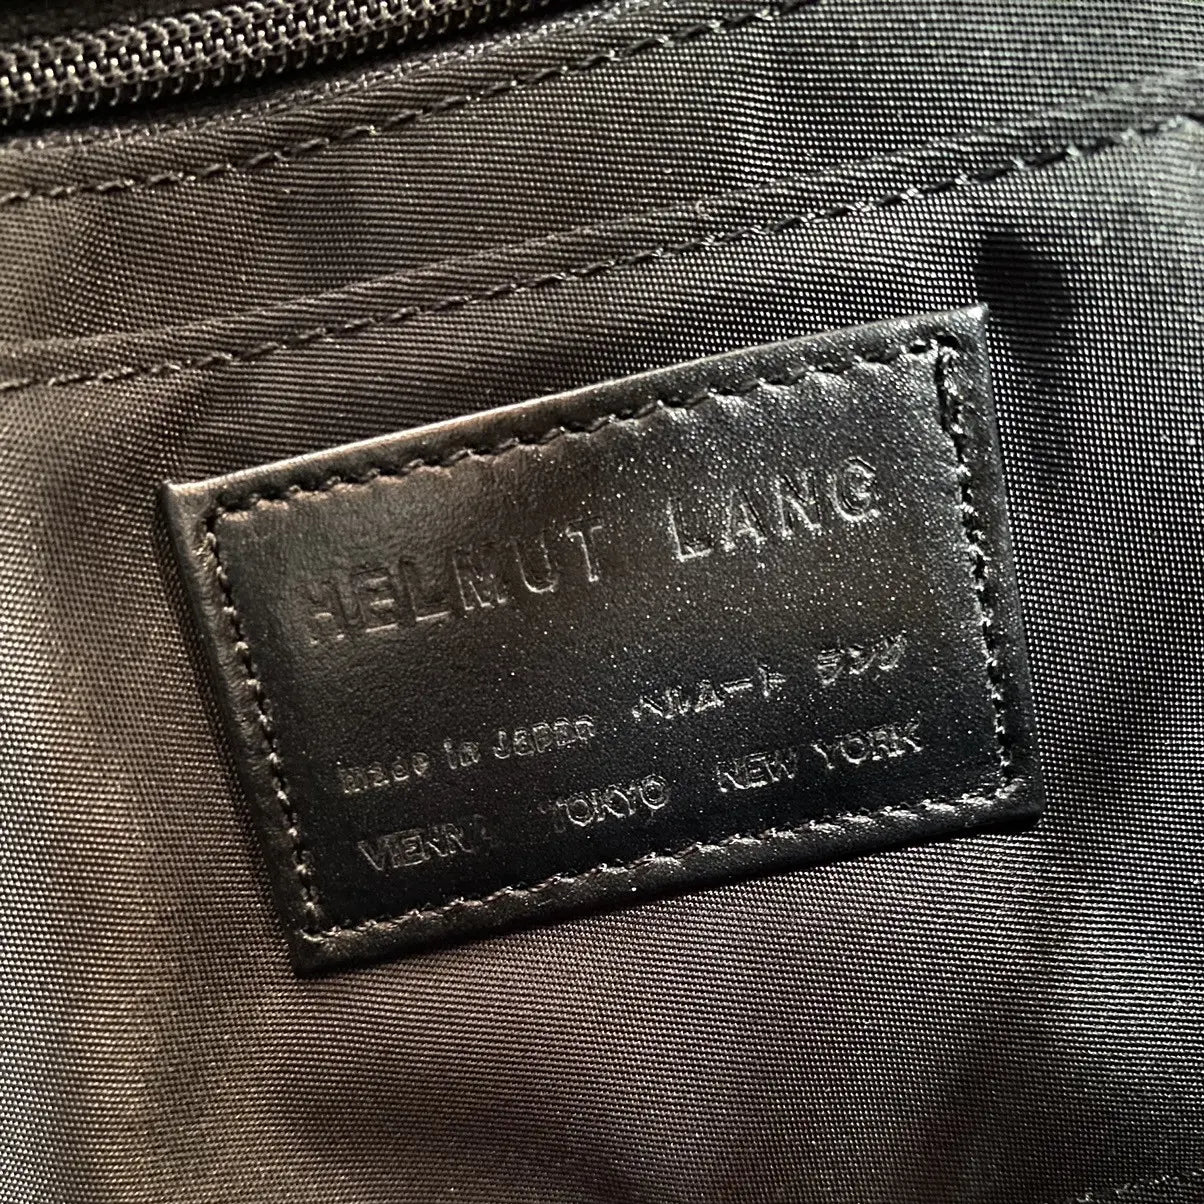 HELMUT LANG
made in JAPAN ヘルムート ラング
VIENNA TOKYO NEW YORK